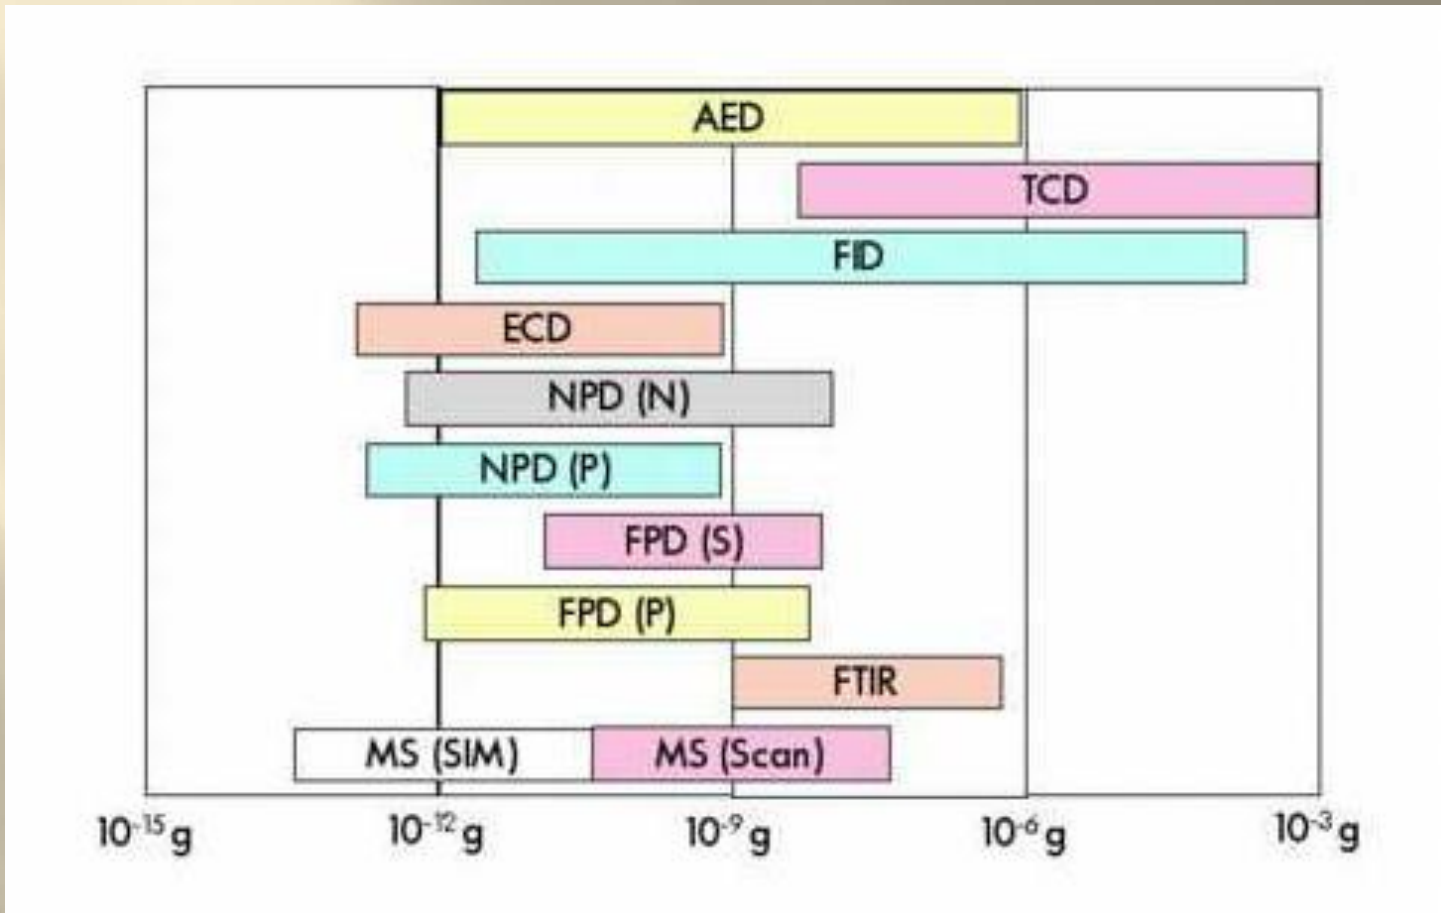 AED
TCD
FID
ECD
NPD (N)
NPD (P)
FPD (S)
FPD (P)
FTIR
MS (SIM) MS (Scan)
10⁻¹⁵ g 10⁻¹² g 10⁻⁹ g 10⁻⁶ g 10⁻³ g